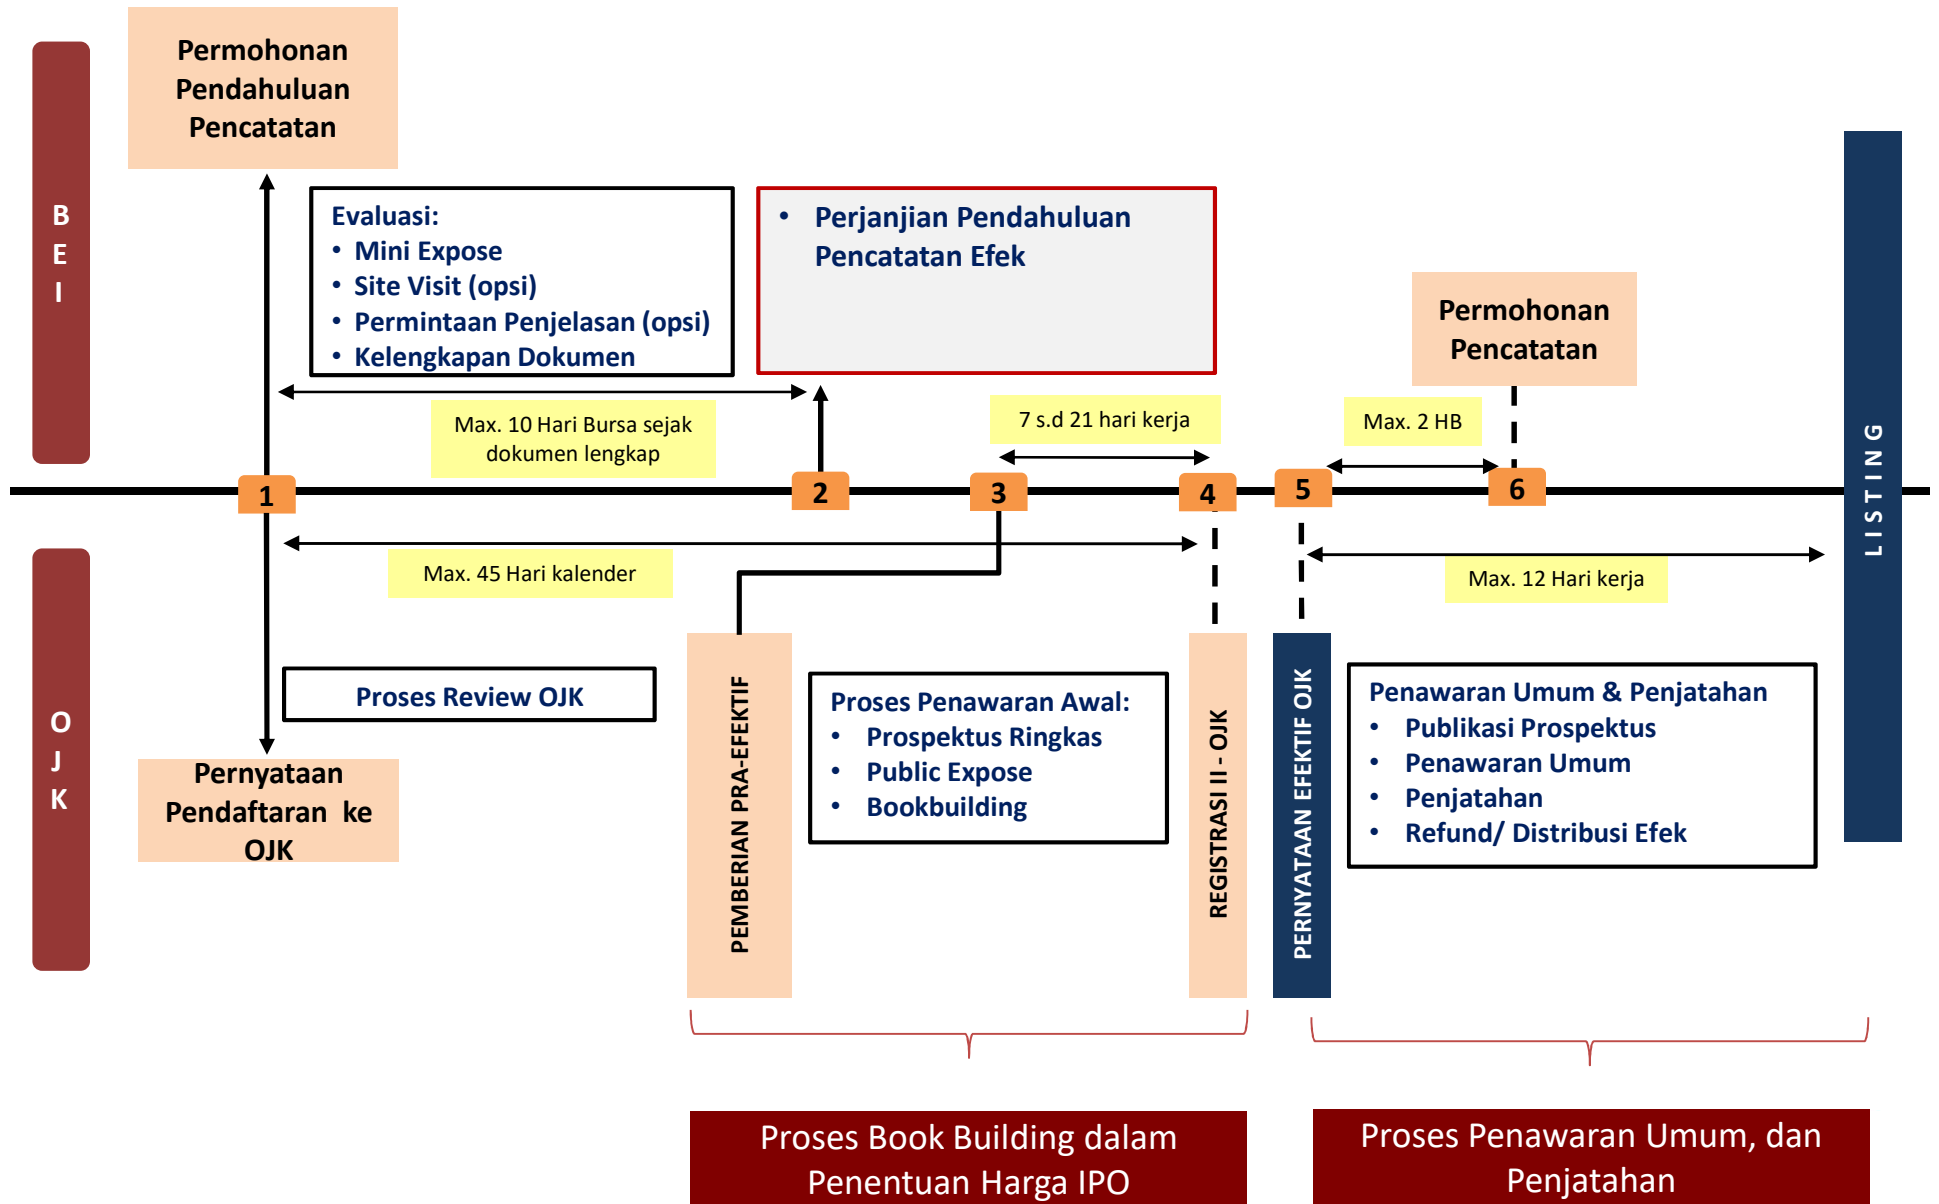 Permohonan
Pendahuluan
Pencatatan
B
E
I
Evaluasi:
• Mini Expose
• Site Visit (opsi)
• Permintaan Penjelasan (opsi)
• Kelengkapan Dokumen
• Perjanjian Pendahuluan
Pencatatan Efek
Permohonan
Pencatatan
Max. 10 Hari Bursa sejak
dokumen lengkap
7 s.d 21 hari kerja
Max. 2 HB
1
2
3
4
5
6
LISTING
Max. 45 Hari kalender
Max. 12 Hari kerja
O
J
K
Proses Review OJK
Pernyataan
Pendaftaran ke
OJK
PEMBERIAN PRA-EFEKTIF
Proses Penawaran Awal:
• Prospektus Ringkas
• Public Expose
• Bookbuilding
REGISTRASI II - OJK
PERNYATAAN EFEKTIF OJK
Penawaran Umum & Penjatahan
• Publikasi Prospektus
• Penawaran Umum
• Penjatahan
• Refund/ Distribusi Efek
Proses Book Building dalam
Penentuan Harga IPO
Proses Penawaran Umum, dan
Penjatahan